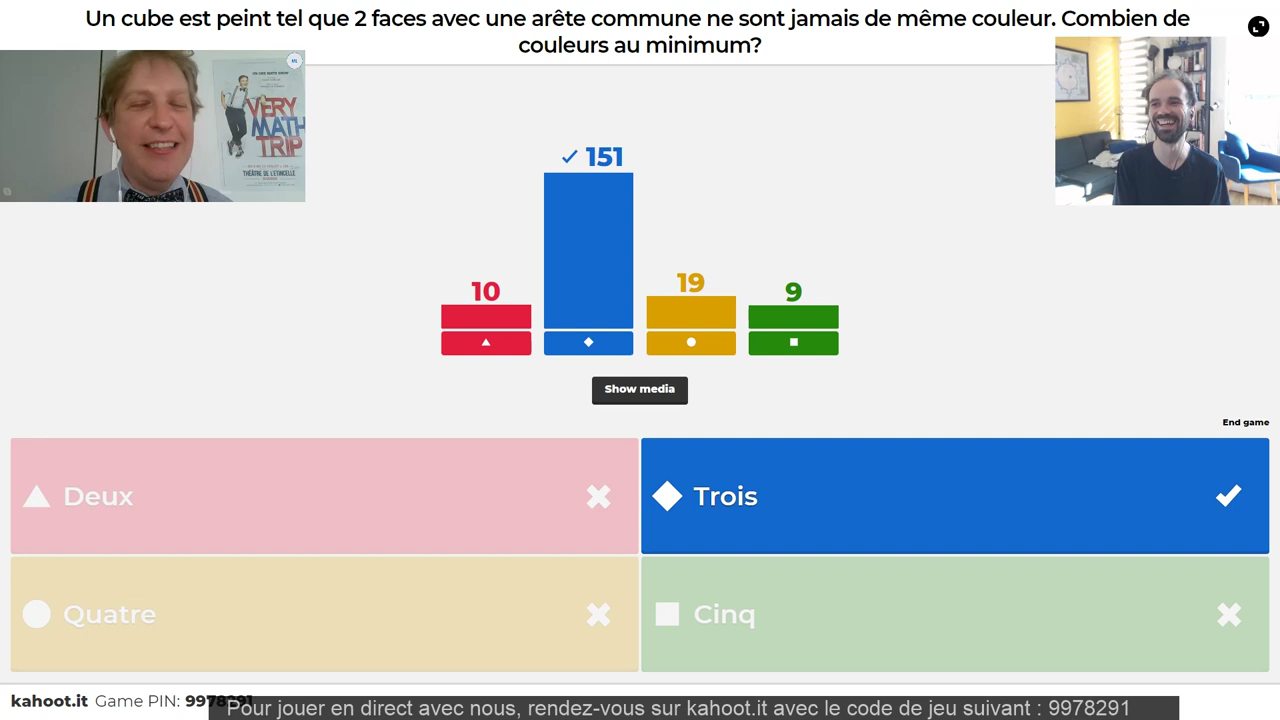 Un cube est peint tel que 2 faces avec une arête commune ne sont jamais de même couleur. Combien de
couleurs au minimum?
VERY
MATH
TRIP
THÉÂTRE DE L'ETINCELLE
151
10
19
9
Show media
End game
Deux
Trois
Quatre
Cinq
kahoot.it Game PIN: 9978291
Pour jouer en direct avec nous, rendez-vous sur kahoot.it avec le code de jeu suivant : 9978291